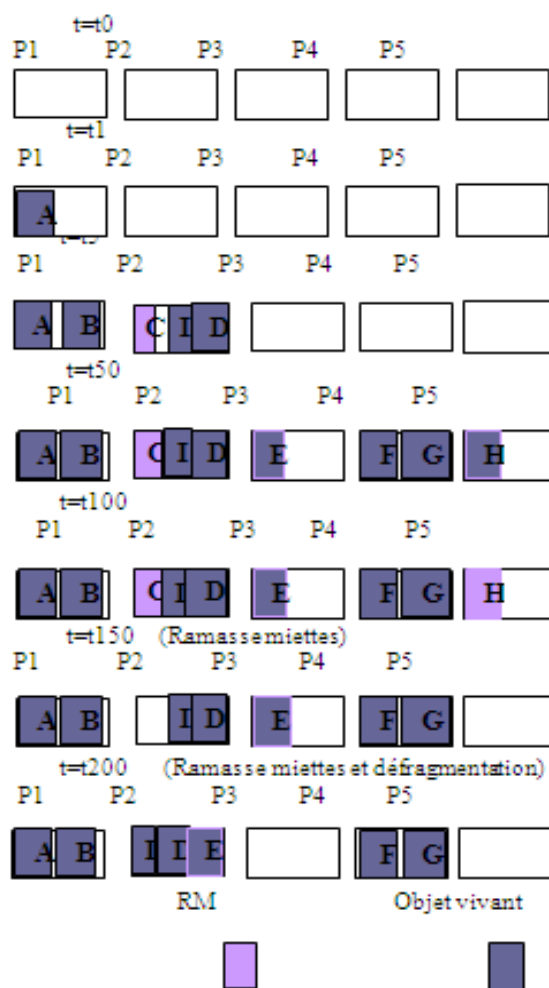 t=t0
P1 P2 P3 P4 P5
t=t1
P1 P2 P3 P4 P5
A
P1 P2 P3 P4 P5
A B C I D
t=t50
P1 P2 P3 P4 P5
A B C I D E F G H
t=t100
P1 P2 P3 P4 P5
A B C I D E F G H
t=t150 (Ramasse miettes)
P1 P2 P3 P4 P5
A B I D E F G
t=t200 (Ramasse miettes et défragmentation)
P1 P2 P3 P4 P5
A B I E F G
RM Objet vivant